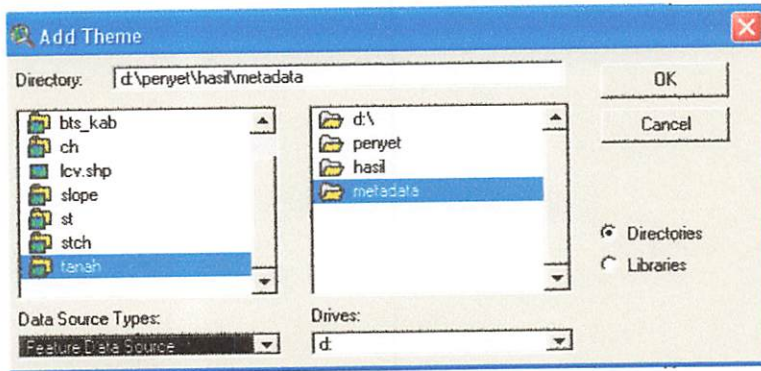 Add Theme
Directory: d:\penyet\hasil\metadata
OK
Cancel
bts_kab
ch
lcv.shp
slope
st
stch
tanah
d:\
penyet
hasil
metadata
Directories
Libraries
Data Source Types:
Feature Data Source
Drives:
d: